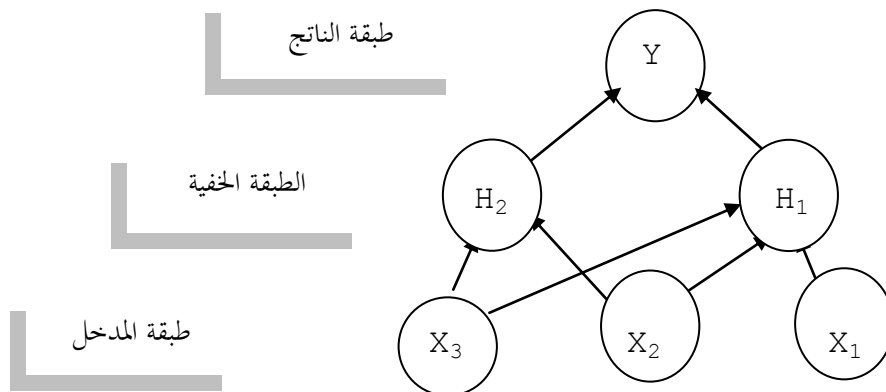 طبقة الناتج
Y
الطبقة الخفية
H₂
H₁
طبقة المدخل
X₃
X₂
X₁